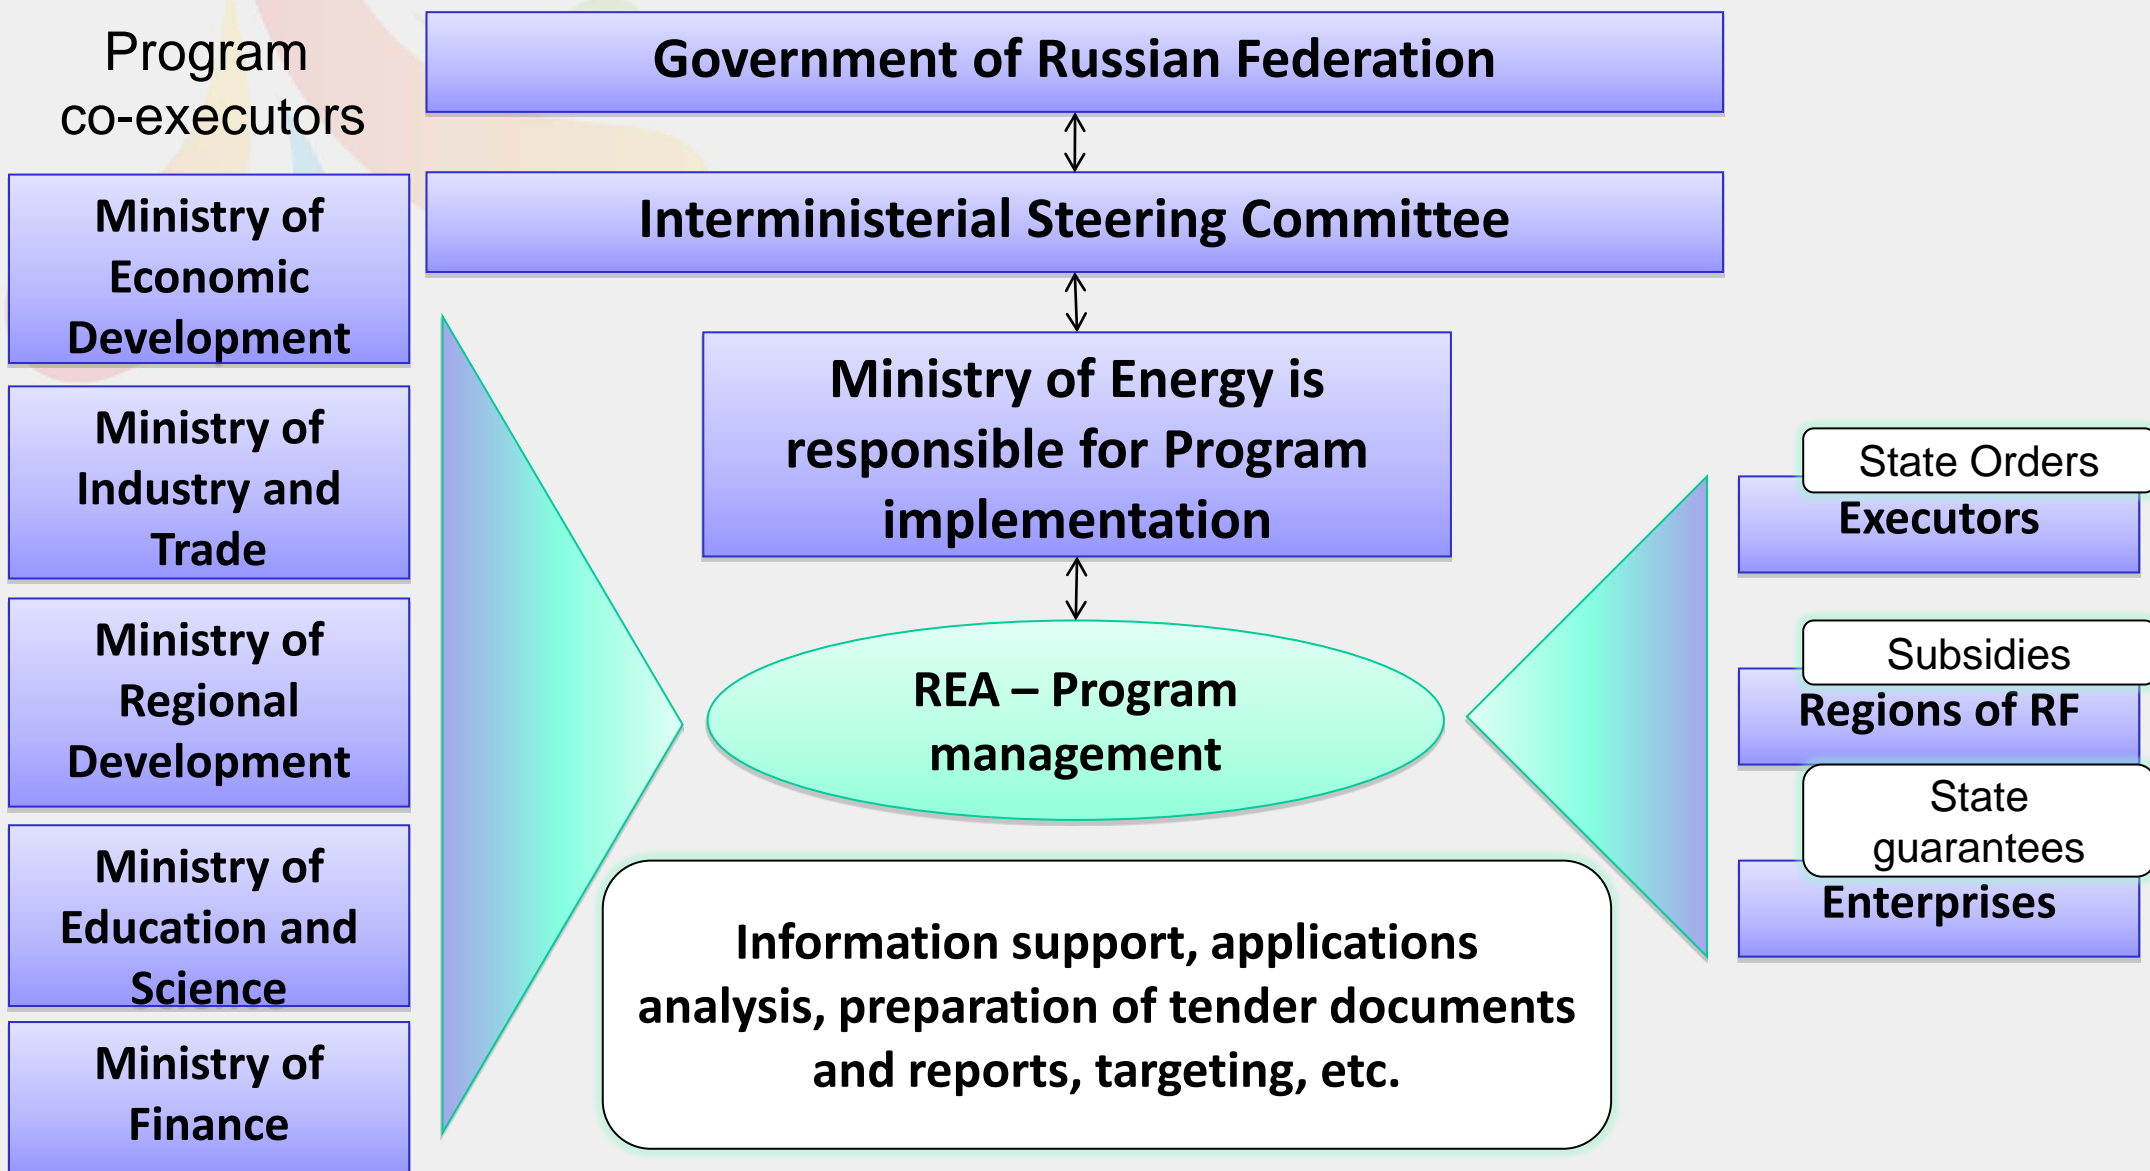 Program
co-executors
Government of Russian Federation
Interministerial Steering Committee
Ministry of
Economic
Development
Ministry of
Industry and
Trade
Ministry of
Regional
Development
Ministry of
Education and
Science
Ministry of
Finance
Ministry of Energy is
responsible for Program
implementation
REA – Program
management
Information support, applications
analysis, preparation of tender documents
and reports, targeting, etc.
State Orders
Executors
Subsidies
Regions of RF
State
guarantees
Enterprises